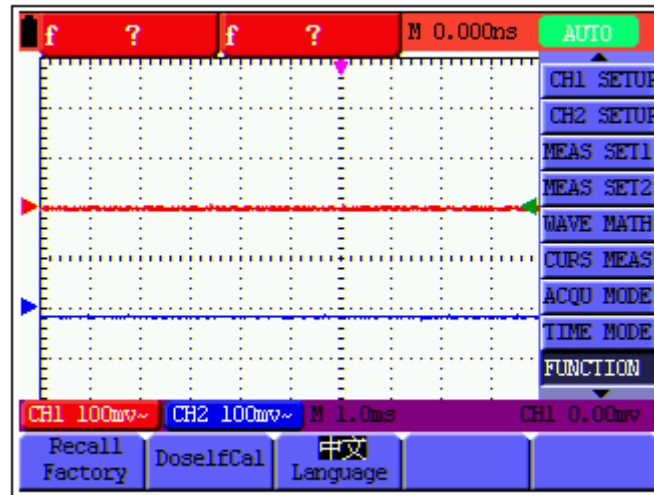 f ? f ? M 0.000ns AUTO
CH1 SETUP
CH2 SETUP
MEAS SET1
MEAS SET2
WAVE MATH
CURS MEAS
ACQU MODE
TIME MODE
FUNCTION
CH1 100mv~ CH2 100mv~ M 1.0ms CH1 0.00mv
Recall DoselfCal 中文
Factory Language